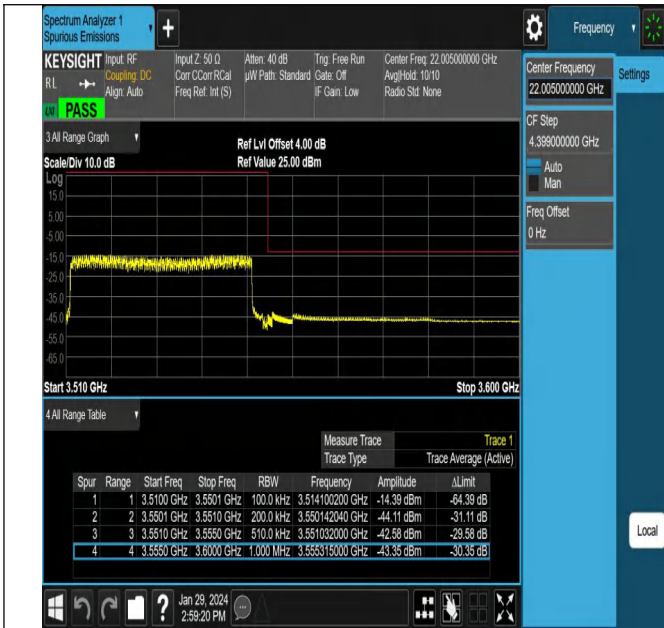 Spectrum Analyzer 1
Spurious Emissions
Frequency
KEYSIGHT
RL
Input: RF
Coupling: DC
Align: Auto
Input Z: 50 Ω
Corr CCorr RCal
Freq Ref: Int (S)
Atten: 40 dB
µW Path: Standard
Trig: Free Run
Gate: Off
IF Gain: Low
Center Freq: 22.005000000 GHz
Avg|Hold: 10/10
Radio Std: None
LXI PASS
3 All Range Graph
Scale/Div 10.0 dB
Ref Lvl Offset 4.00 dB
Ref Value 25.00 dBm
Log
15.0
5.00
-5.00
-15.0
-25.0
-35.0
-45.0
-55.0
-65.0
Start 3.510 GHz
Stop 3.600 GHz
4 All Range Table
Measure Trace Trace 1
Trace Type Trace Average (Active)
Spur Range Start Freq Stop Freq RBW Frequency Amplitude ΔLimit
1 1 3.5100 GHz 3.5501 GHz 100.0 kHz 3.514100200 GHz -14.39 dBm -64.39 dB
2 2 3.5501 GHz 3.5510 GHz 200.0 kHz 3.550142040 GHz -44.11 dBm -31.11 dB
3 3 3.5510 GHz 3.5550 GHz 510.0 kHz 3.551032000 GHz -42.58 dBm -29.58 dB
4 4 3.5550 GHz 3.6000 GHz 1.000 MHz 3.555315000 GHz -43.35 dBm -30.35 dB
Center Frequency
22.005000000 GHz
Settings
CF Step
4.399000000 GHz
Auto
Man
Freq Offset
0 Hz
Local
Jan 29, 2024
2:59:20 PM